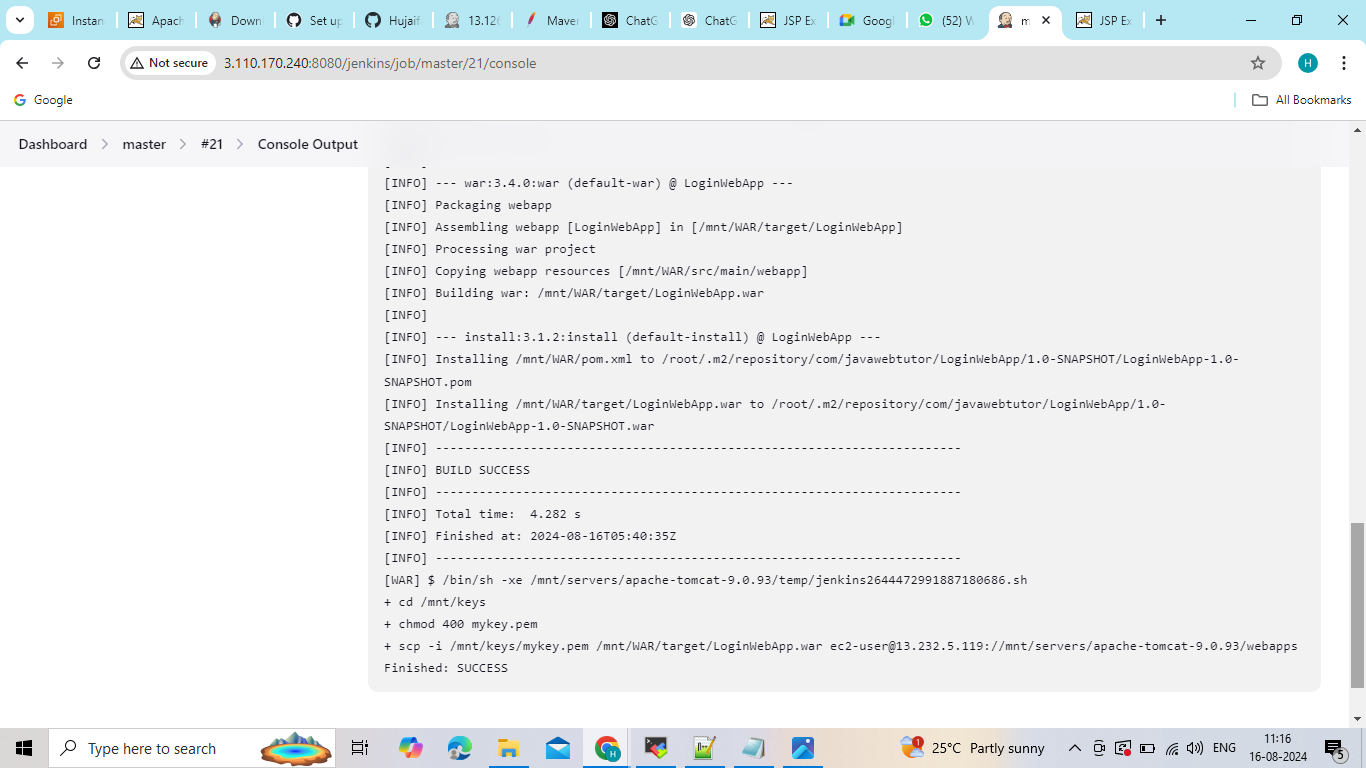 Instan
Apach
Down
Set up
Hujaif
13.126
Maven
ChatG
ChatG
JSP Ex
Googl
(52) W
m
JSP Ex
Not secure
3.110.170.240:8080/jenkins/job/master/21/console
H
Google
All Bookmarks
Dashboard > master > #21 > Console Output
[INFO] --- war:3.4.0:war (default-war) @ LoginWebApp ---
[INFO] Packaging webapp
[INFO] Assembling webapp [LoginWebApp] in [/mnt/WAR/target/LoginWebApp]
[INFO] Processing war project
[INFO] Copying webapp resources [/mnt/WAR/src/main/webapp]
[INFO] Building war: /mnt/WAR/target/LoginWebApp.war
[INFO]
[INFO] --- install:3.1.2:install (default-install) @ LoginWebApp ---
[INFO] Installing /mnt/WAR/pom.xml to /root/.m2/repository/com/javawebtutor/LoginWebApp/1.0-SNAPSHOT/LoginWebApp-1.0-
SNAPSHOT.pom
[INFO] Installing /mnt/WAR/target/LoginWebApp.war to /root/.m2/repository/com/javawebtutor/LoginWebApp/1.0-
SNAPSHOT/LoginWebApp-1.0-SNAPSHOT.war
[INFO] ------------------------------------------------------------------------
[INFO] BUILD SUCCESS
[INFO] ------------------------------------------------------------------------
[INFO] Total time:  4.282 s
[INFO] Finished at: 2024-08-16T05:40:35Z
[INFO] ------------------------------------------------------------------------
[WAR] $ /bin/sh -xe /mnt/servers/apache-tomcat-9.0.93/temp/jenkins2644472991887180686.sh
+ cd /mnt/keys
+ chmod 400 mykey.pem
+ scp -i /mnt/keys/mykey.pem /mnt/WAR/target/LoginWebApp.war ec2-user@13.232.5.119://mnt/servers/apache-tomcat-9.0.93/webapps
Finished: SUCCESS
Type here to search
H
1
25°C Partly sunny
ENG
11:16
16-08-2024
5